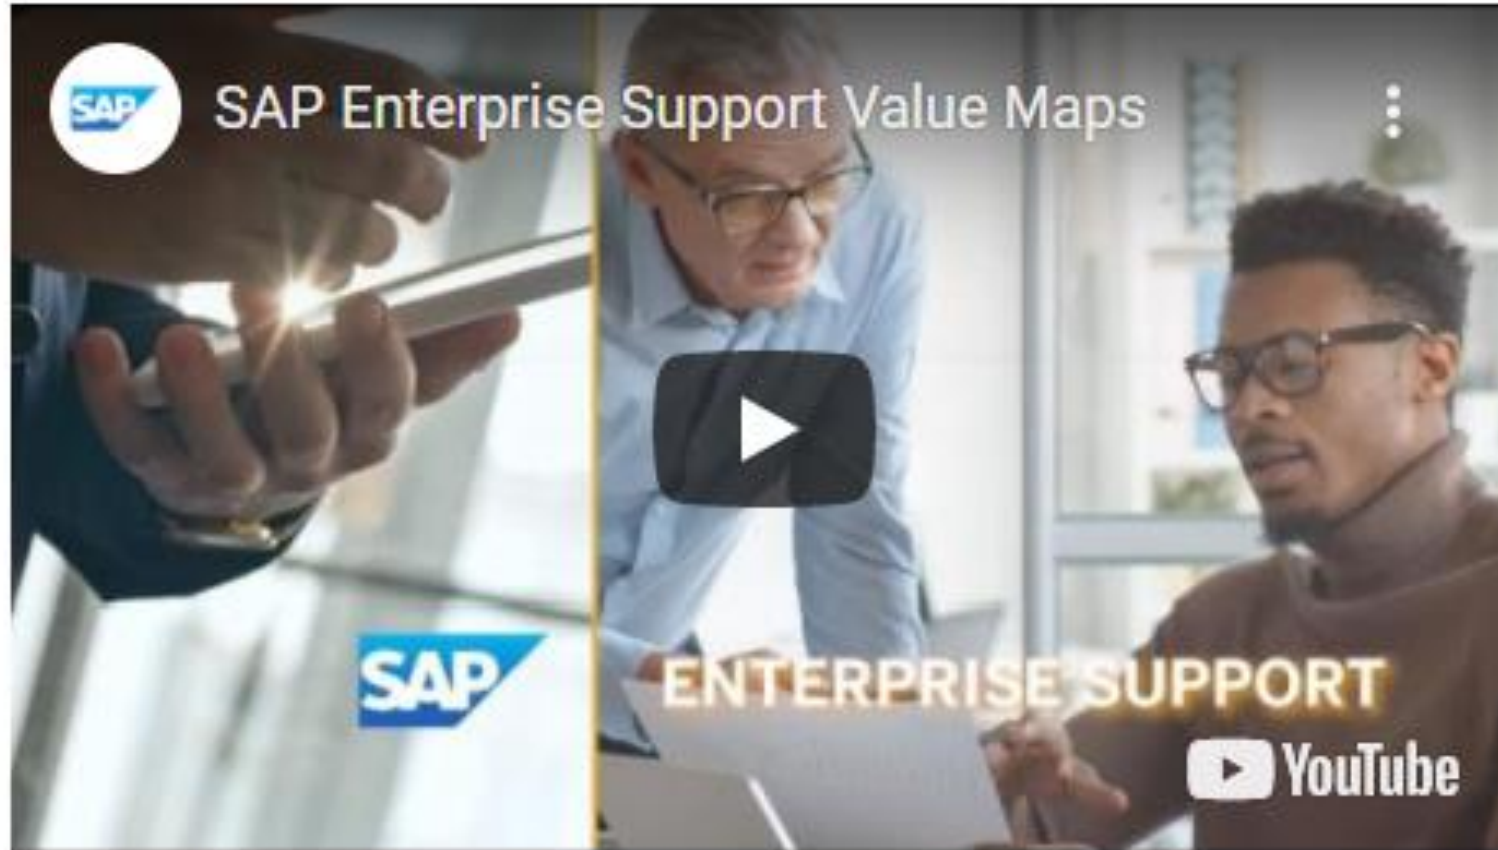 SAP
SAP Enterprise Support Value Maps
SAP
ENTERPRISE SUPPORT
YouTube